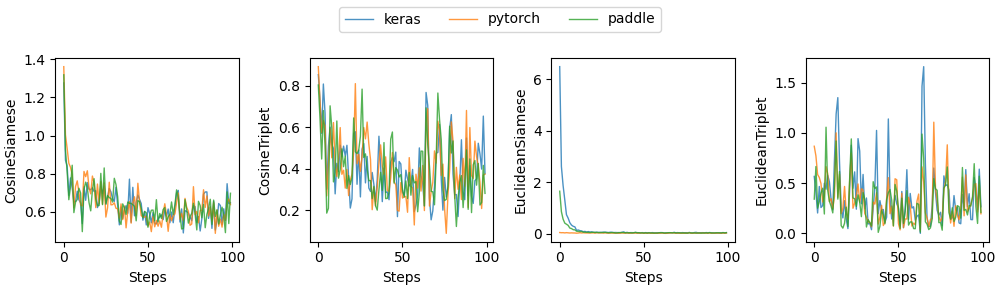 keras pytorch paddle
CosineSiamese
1.4
1.2
1.0
0.8
0.6
0 50 100
Steps
CosineTriplet
0.8
0.6
0.4
0.2
0 50 100
Steps
EuclideanSiamese
6
4
2
0
0 50 100
Steps
EuclideanTriplet
1.5
1.0
0.5
0.0
0 50 100
Steps